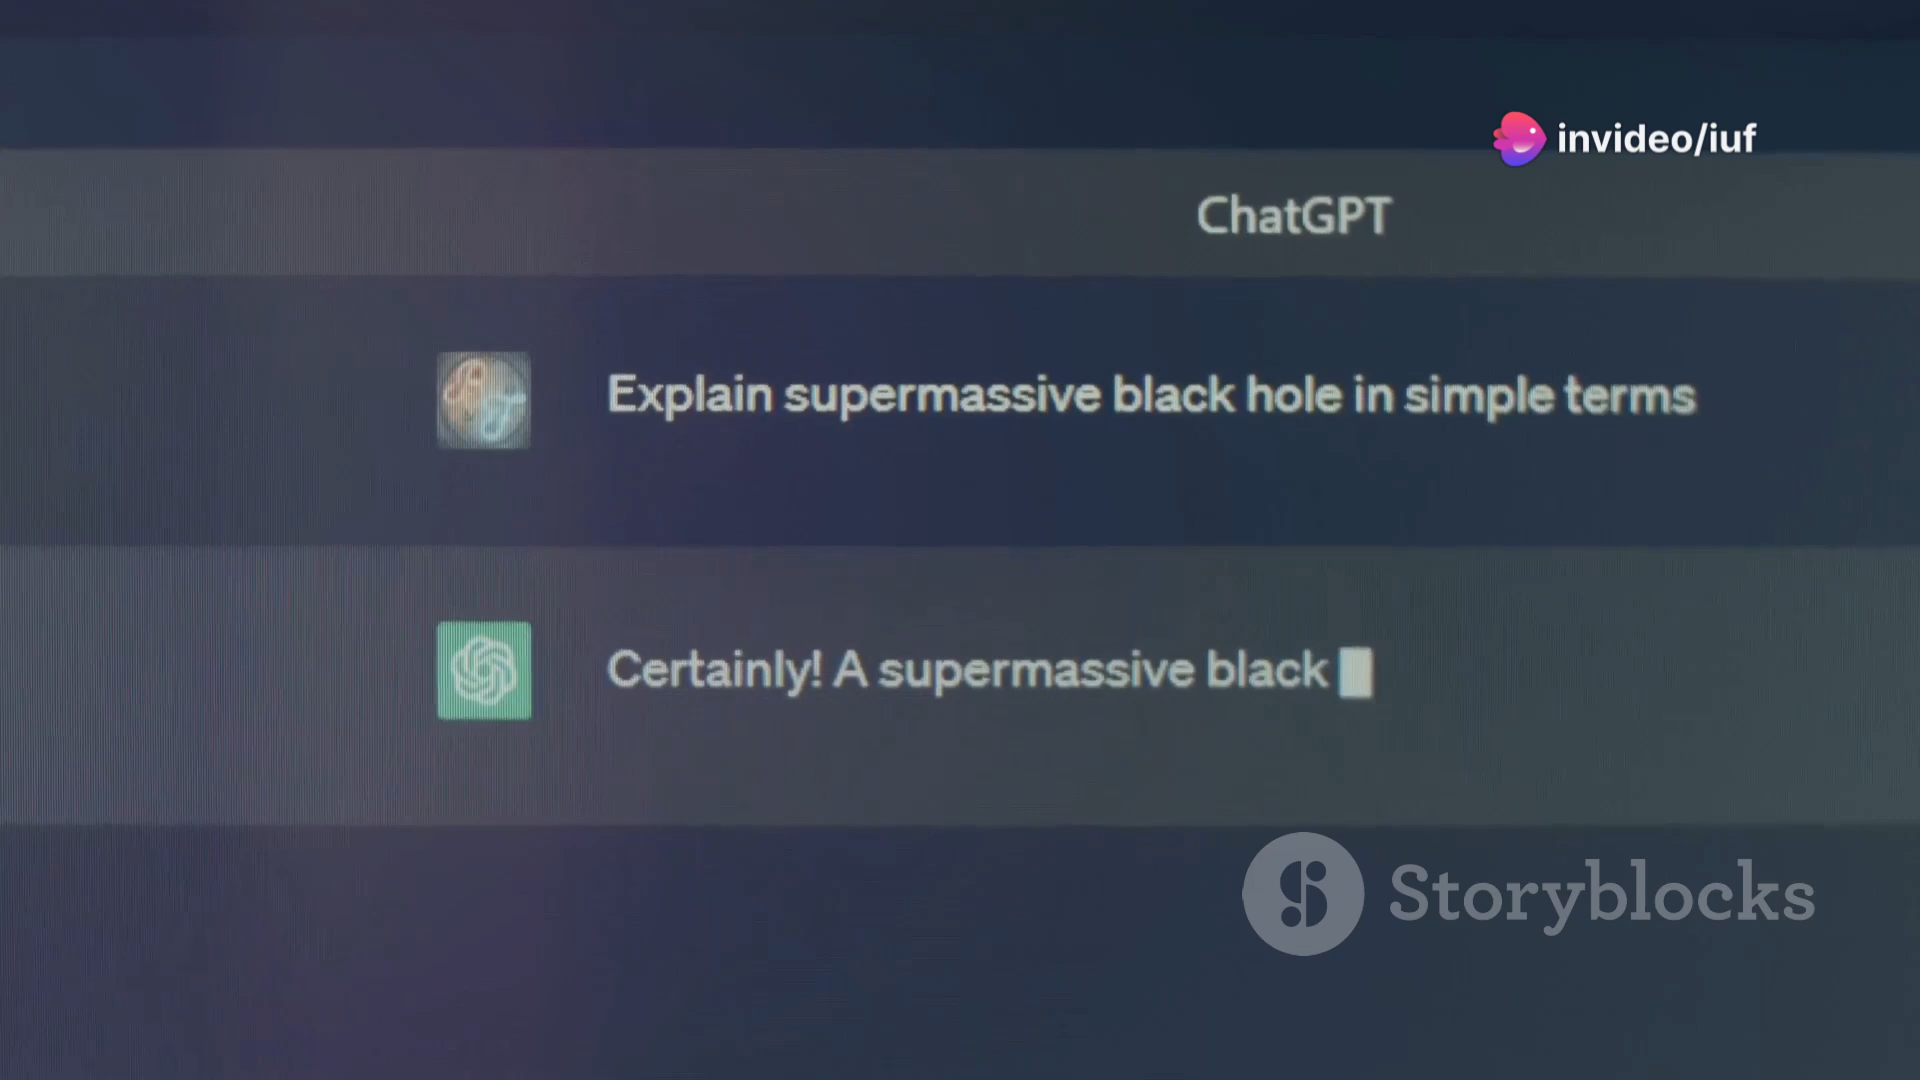 invideo/iuf
ChatGPT
Explain supermassive black hole in simple terms
Certainly! A supermassive black
Storyblocks